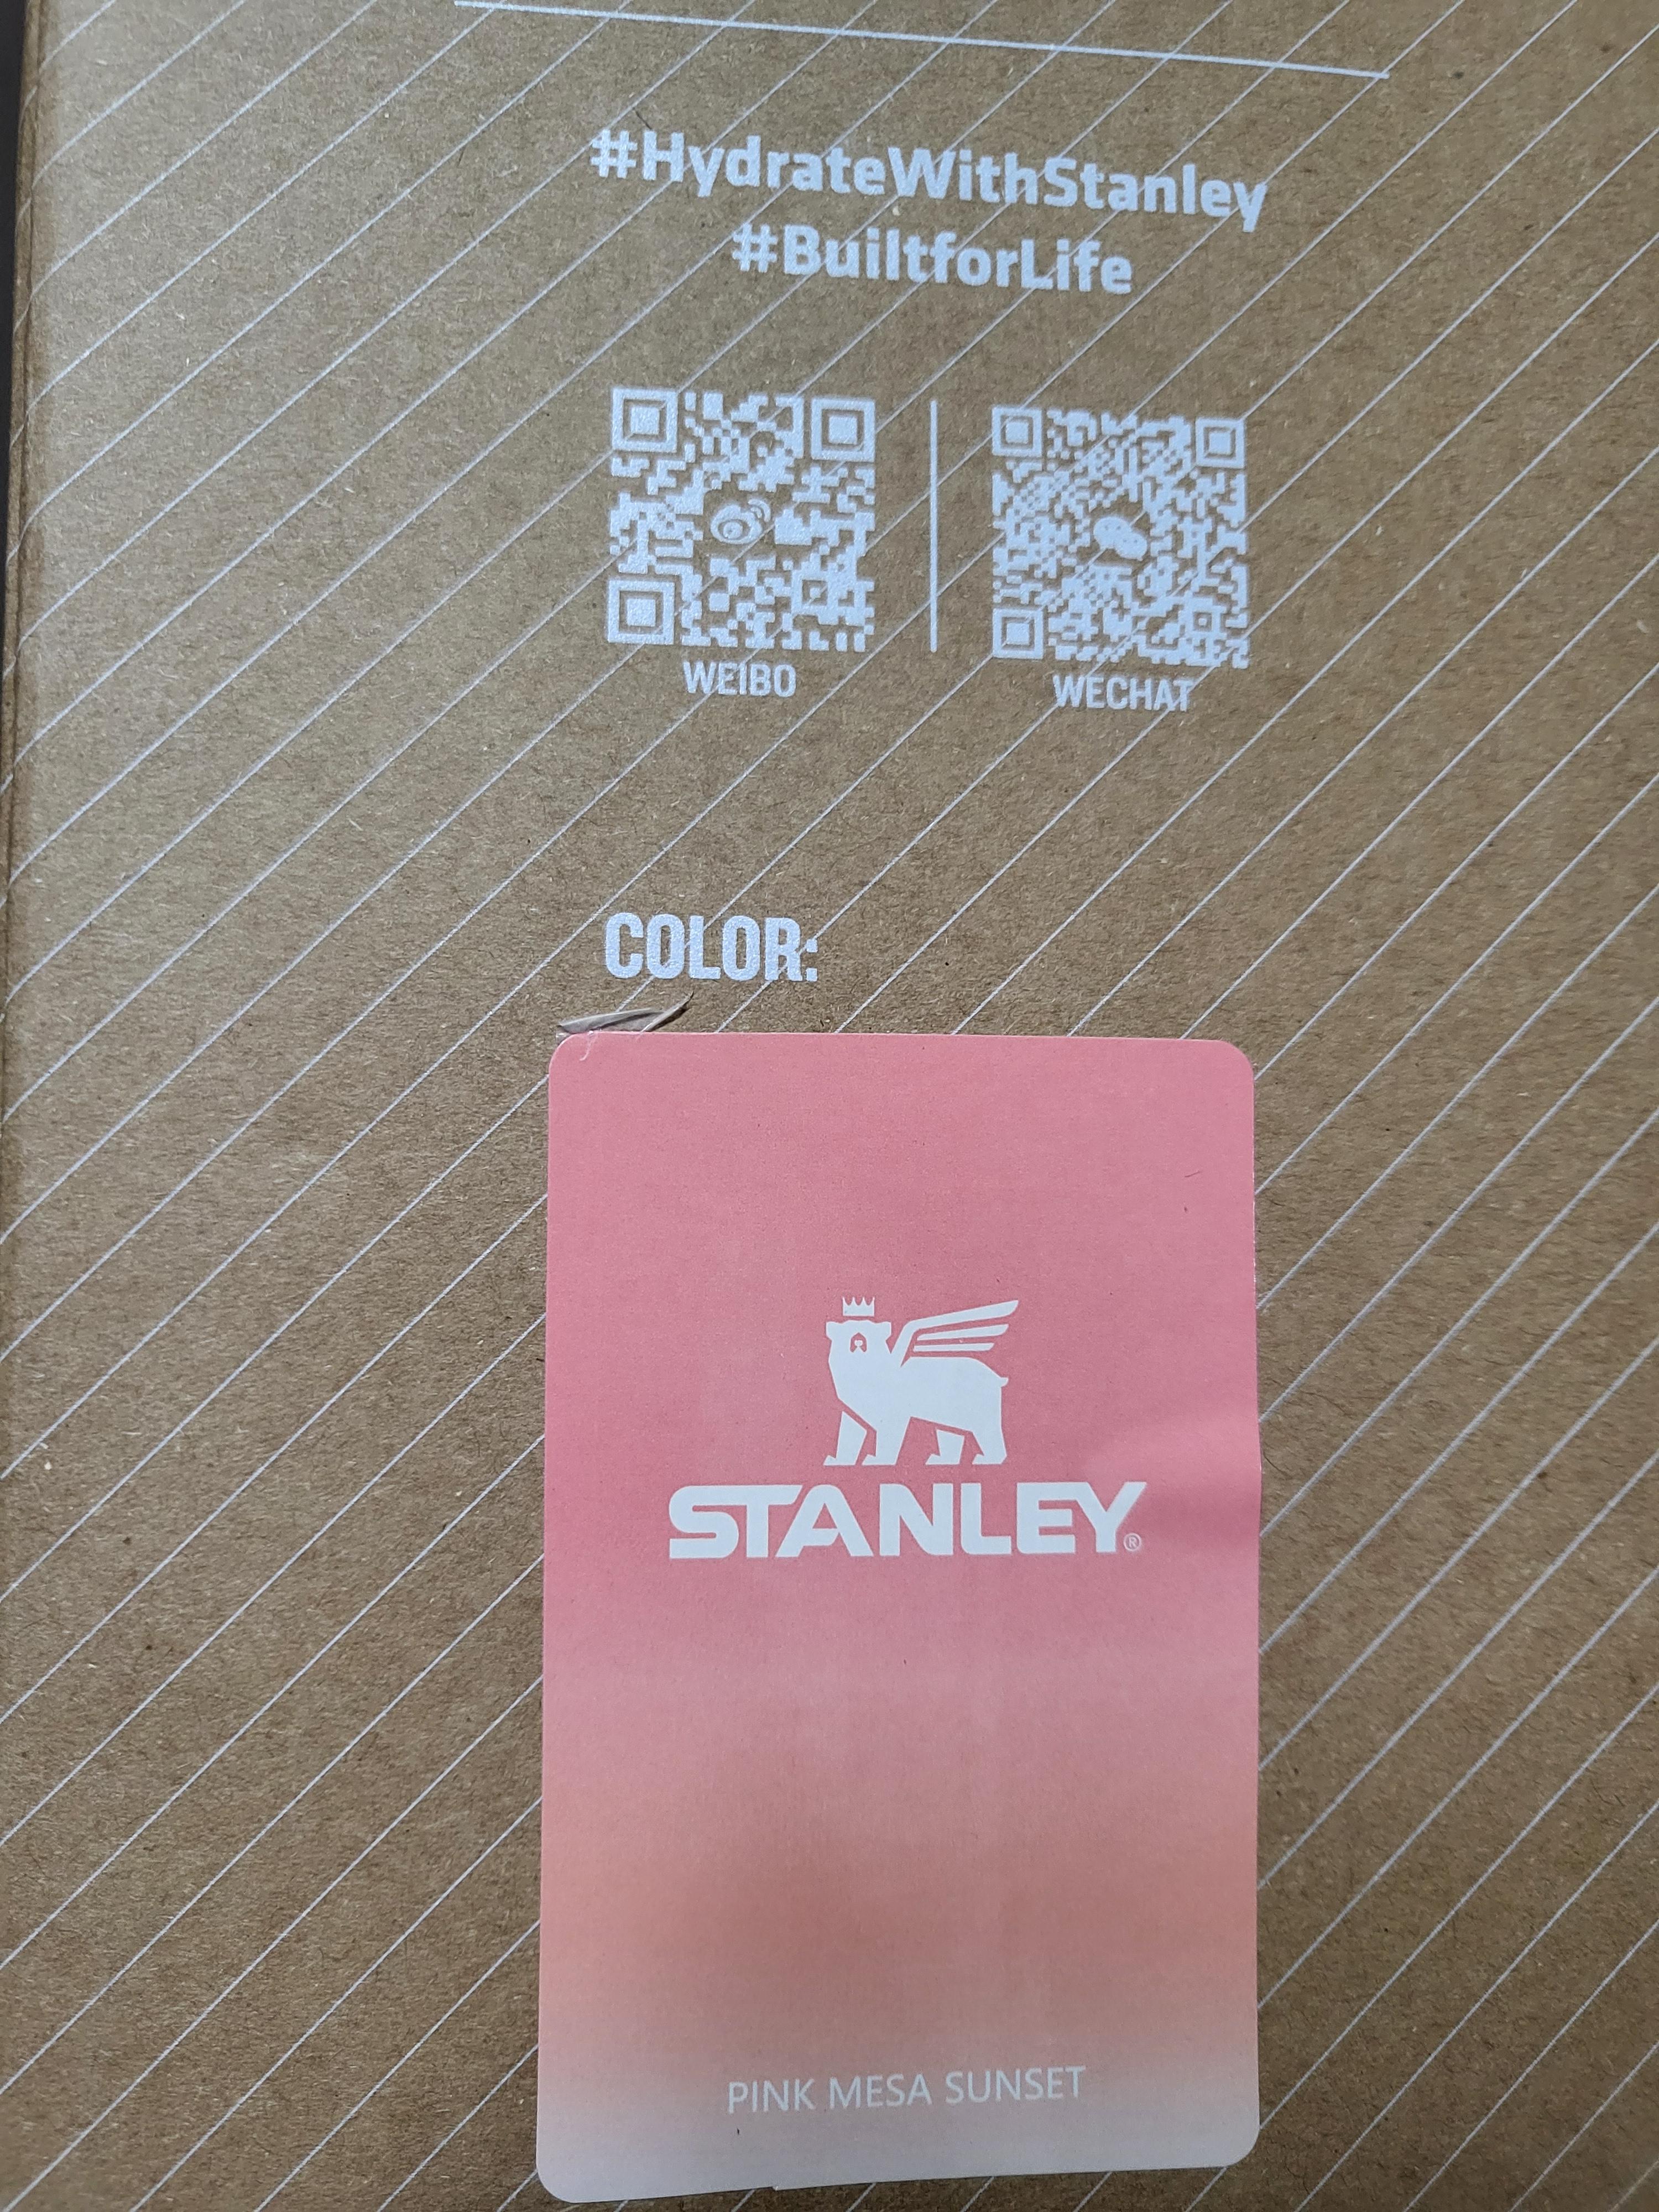 #HydrateWithStanley
#BuiltforLife
WEIBO
WECHAT
COLOR:
STANLEY®
PINK MESA SUNSET